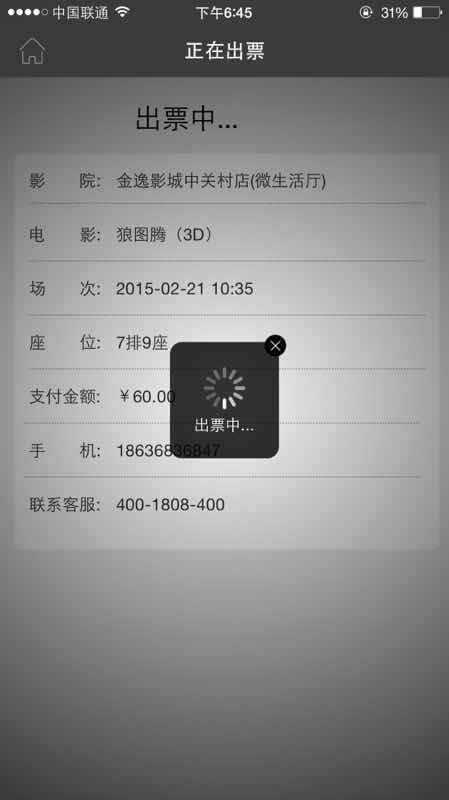 中国联通 下午6:45 31%
正在出票
出票中...
影 院: 金逸影城中关村店(微生活厅)
电 影: 狼图腾（3D）
场 次: 2015-02-21 10:35
座 位: 7排9座
支付金额: ￥60.00
出票中...
手 机: 18636836847
联系客服: 400-1808-400